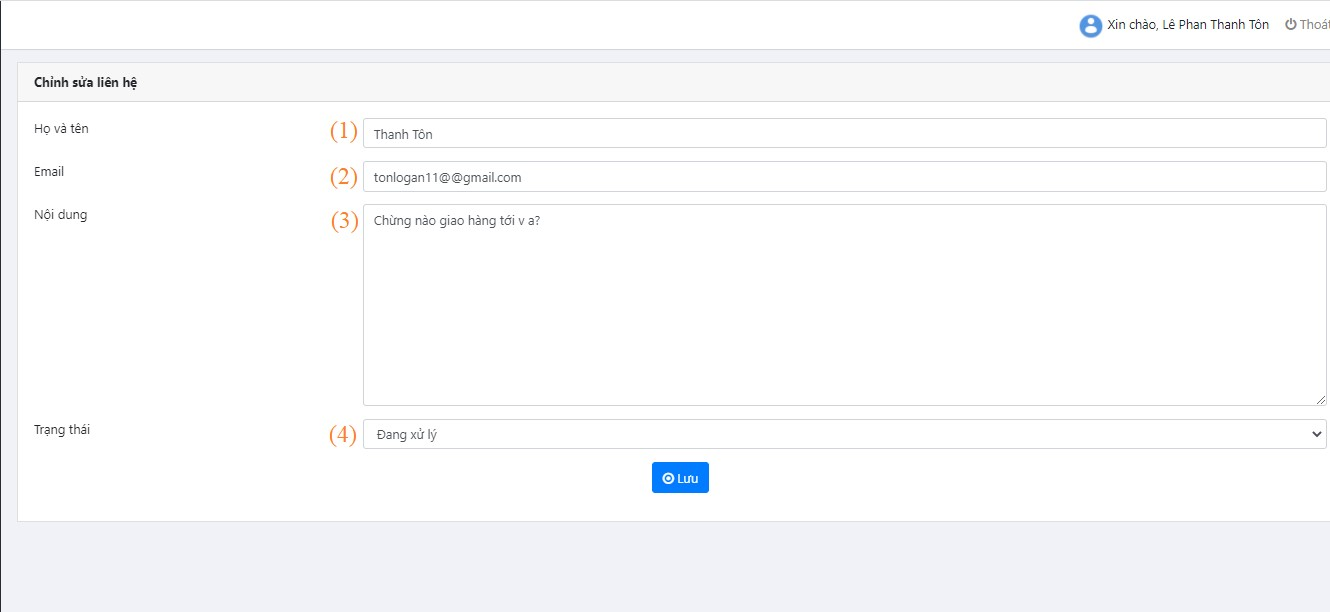 Xin chào, Lê Phan Thanh Tôn Thoát
Chỉnh sửa liên hệ
Họ và tên (1) Thanh Tôn
Email (2) tonlogan11@@gmail.com
Nội dung (3) Chừng nào giao hàng tới v a?
Trạng thái (4) Đang xử lý
Lưu